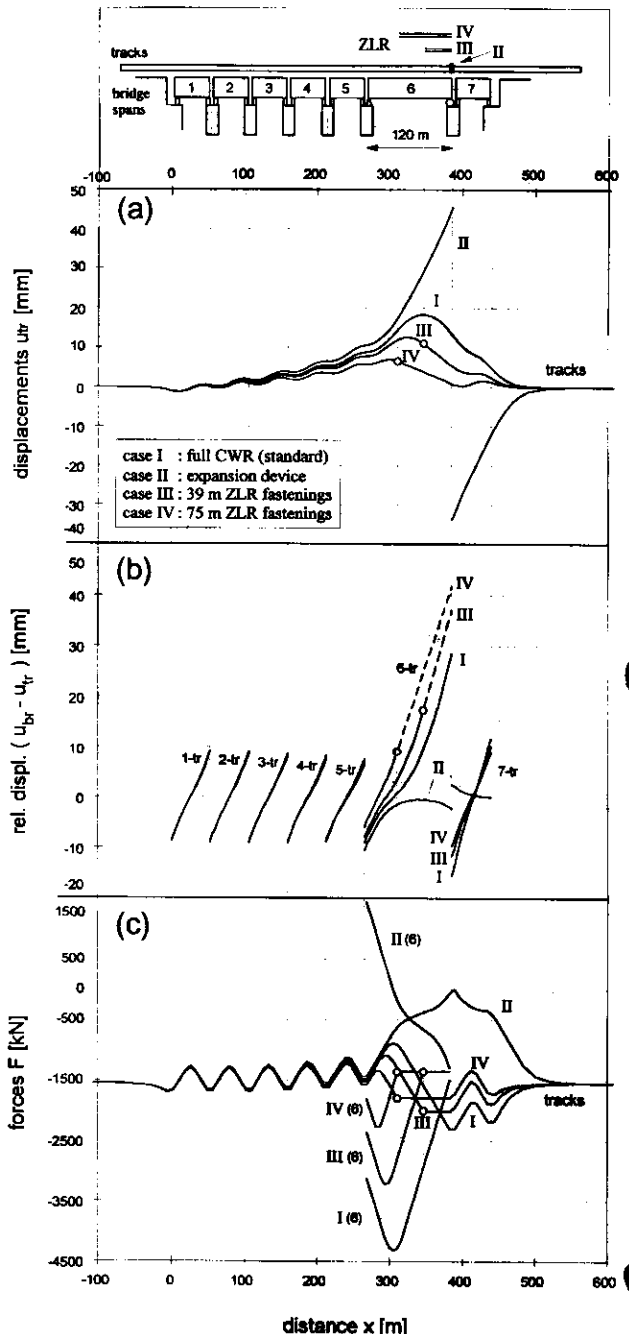 IV
ZLR III II
tracks
1 2 3 4 5 6 7
bridge
spans
120 m
-100 0 100 200 300 400 500 600
(a)
50
40
30
20
10
0
-10
-20
-30
-40
displacements utr [mm]
II
I
III
IV
tracks
case I : full CWR (standard)
case II : expansion device
case III : 39 m ZLR fastenings
case IV : 75 m ZLR fastenings
(b)
50
40
30
20
10
0
-10
20
rel. displ. ( ubr - utr ) [mm]
IV
III
I
6-tr
1-tr 2-tr 3-tr 4-tr 5-tr
II
7-tr
IV
III
I
(c)
1500
500
0
-500
-1500
-2500
-3500
-4500
forces F [kN]
II (6)
II
IV
tracks
IV (6)
III
I
III (6)
I (6)
-100 0 100 200 300 400 500 600
distance x [m]